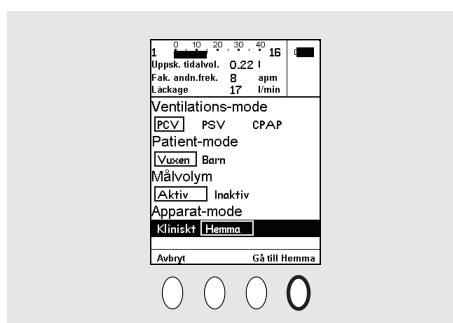 0 10 20 30 40
1 16
Uppsk. tidalvol. 0.22 l
Fak. andn.frek. 8 apm
Läckage 17 l/min
Ventilations-mode
PCV PSV CPAP
Patient-mode
Vuxen Barn
Målvolym
Aktiv Inaktiv
Apparat-mode
Kliniskt Hemma
Avbryt Gå till Hemma